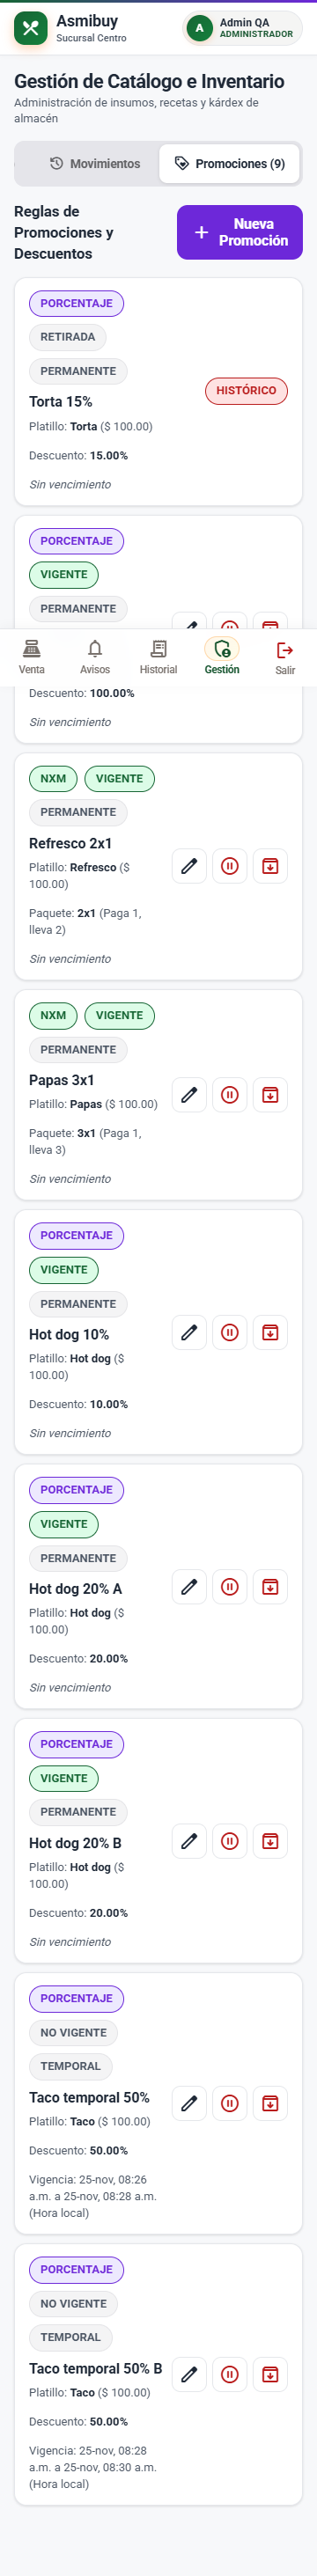 Asmibuy
Sucursal Centro
A
Admin QA
ADMINISTRADOR
Gestión de Catálogo e Inventario
Administración de insumos, recetas y kárdex de
almacén
Movimientos
Promociones (9)
Reglas de
Promociones y
Descuentos
Nueva
Promoción
PORCENTAJE
RETIRADA
PERMANENTE
Torta 15%
Platillo: Torta ($ 100.00)
Descuento: 15.00%
Sin vencimiento
HISTÓRICO
PORCENTAJE
VIGENTE
PERMANENTE
Venta
Avisos
Historial
Gestión
Salir
Descuento: 100.00%
Sin vencimiento
NXM
VIGENTE
PERMANENTE
Refresco 2x1
Platillo: Refresco ($
100.00)
Paquete: 2x1 (Paga 1,
lleva 2)
Sin vencimiento
NXM
VIGENTE
PERMANENTE
Papas 3x1
Platillo: Papas ($ 100.00)
Paquete: 3x1 (Paga 1,
lleva 3)
Sin vencimiento
PORCENTAJE
VIGENTE
PERMANENTE
Hot dog 10%
Platillo: Hot dog ($
100.00)
Descuento: 10.00%
Sin vencimiento
PORCENTAJE
VIGENTE
PERMANENTE
Hot dog 20% A
Platillo: Hot dog ($
100.00)
Descuento: 20.00%
Sin vencimiento
PORCENTAJE
VIGENTE
PERMANENTE
Hot dog 20% B
Platillo: Hot dog ($
100.00)
Descuento: 20.00%
Sin vencimiento
PORCENTAJE
NO VIGENTE
TEMPORAL
Taco temporal 50%
Platillo: Taco ($ 100.00)
Descuento: 50.00%
Vigencia: 25-nov, 08:26
a.m. a 25-nov, 08:28 a.m.
(Hora local)
PORCENTAJE
NO VIGENTE
TEMPORAL
Taco temporal 50% B
Platillo: Taco ($ 100.00)
Descuento: 50.00%
Vigencia: 25-nov, 08:28
a.m. a 25-nov, 08:30 a.m.
(Hora local)